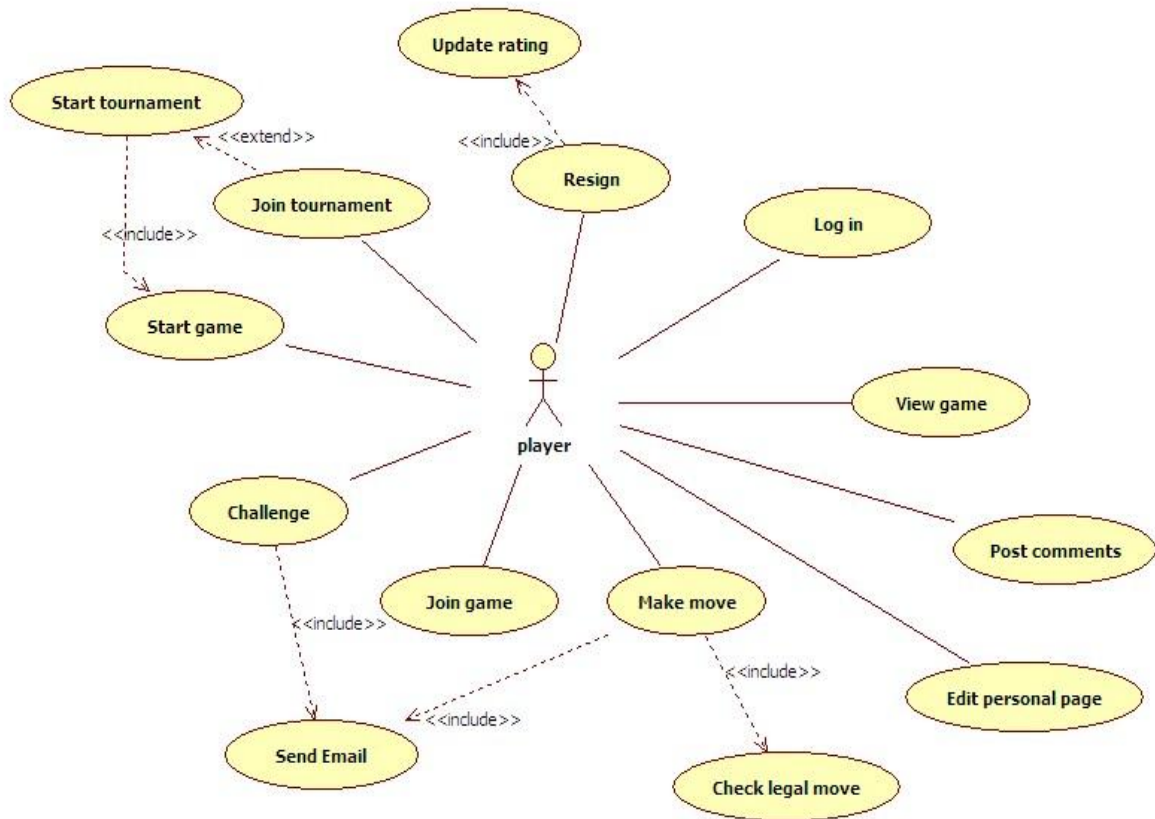 Update rating
Start tournament
<<extend>>
<<include>>
Resign
Join tournament
Log in
<<include>>
Start game
View game
player
Challenge
Post comments
Join game
Make move
<<include>>
<<include>>
Edit personal page
<<include>>
Send Email
Check legal move